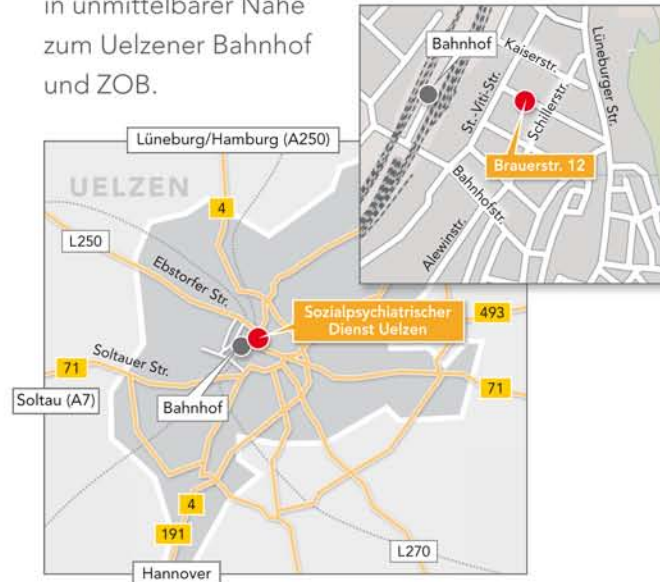 in unmittelbarer Nähe
zum Uelzener Bahnhof
und ZOB.
Bahnhof
Kaiserstr.
Lüneburger Str.
St. Viti-Str.
Schillerstr.
Brauerstr. 12
Bahnhofstr.
Alewinstr.
Lüneburg/Hamburg (A250)
UELZEN
4
L250
Ebstorfer Str.
Sozialpsychiatrischer
Dienst Uelzen
493
Soltauer Str.
71
71
Soltau (A7)
Bahnhof
4
191
L270
Hannover